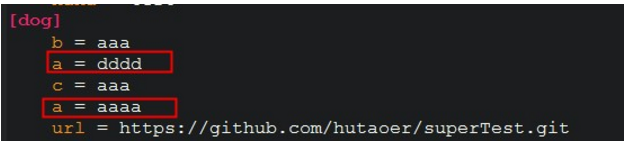 [dog]
b = aaa
a = dddd
c = aaa
a = aaaa
url = https://github.com/hutaoer/superTest.git